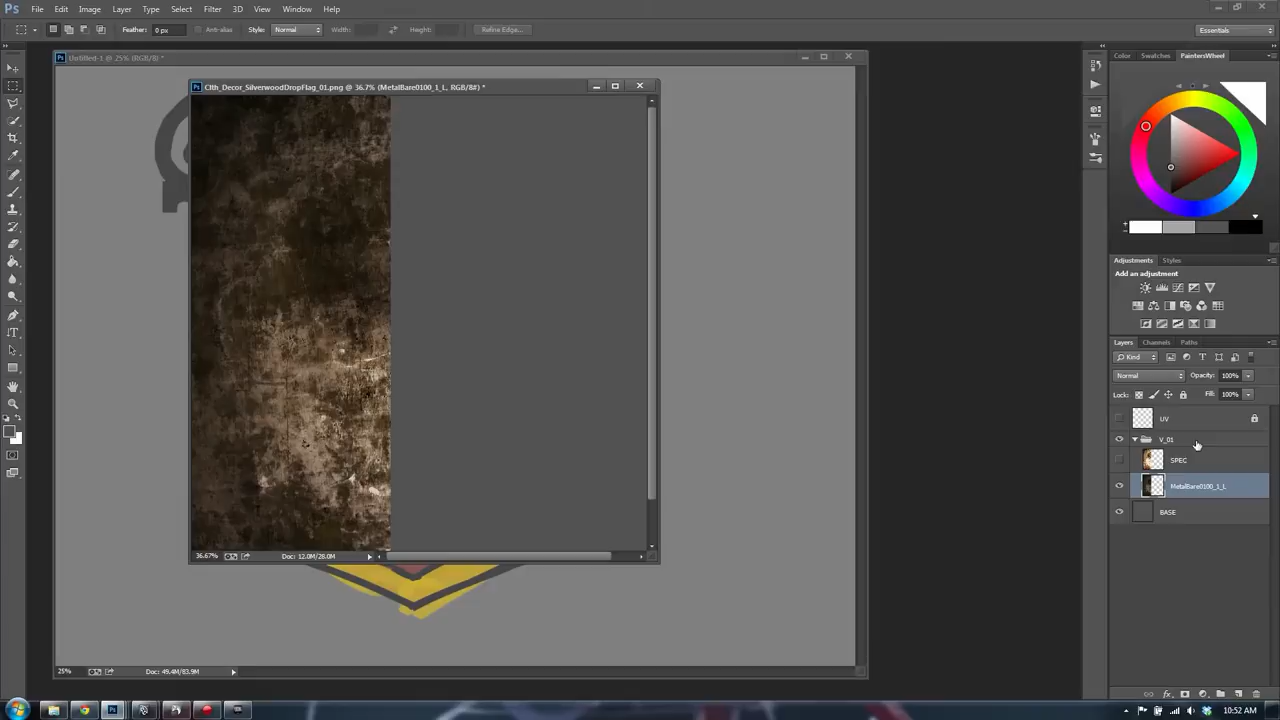 Ps File Edit Image Layer Type Select Filter 3D View Window Help
Feather: 0 px Anti-alias Style: Normal Width: Height: Refine Edge... Essentials
Untitled-1 @ 25% (RGB/8) *
Clth_Decor_SilverwoodDropFlag_01.png @ 36.7% (MetalBare0100_1_L, RGB/8#) *
36.67% Doc: 12.0M/28.0M
25% Doc: 49.4M/83.9M
Color Swatches PaintersWheel
Adjustments Styles
Add an adjustment
Layers Channels Paths
Kind
Normal Opacity: 100%
Lock: Fill: 100%
UV
V_01
SPEC
MetalBare0100_1_L
BASE
10:52 AM